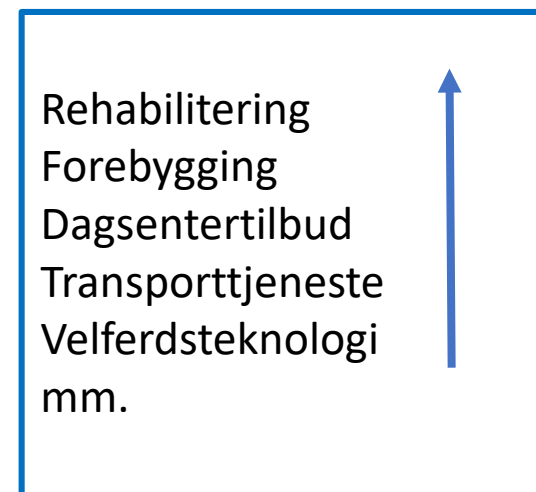 Rehabilitering
Forebygging
Dagsentertilbud
Transporttjeneste
Velferdsteknologi
mm.